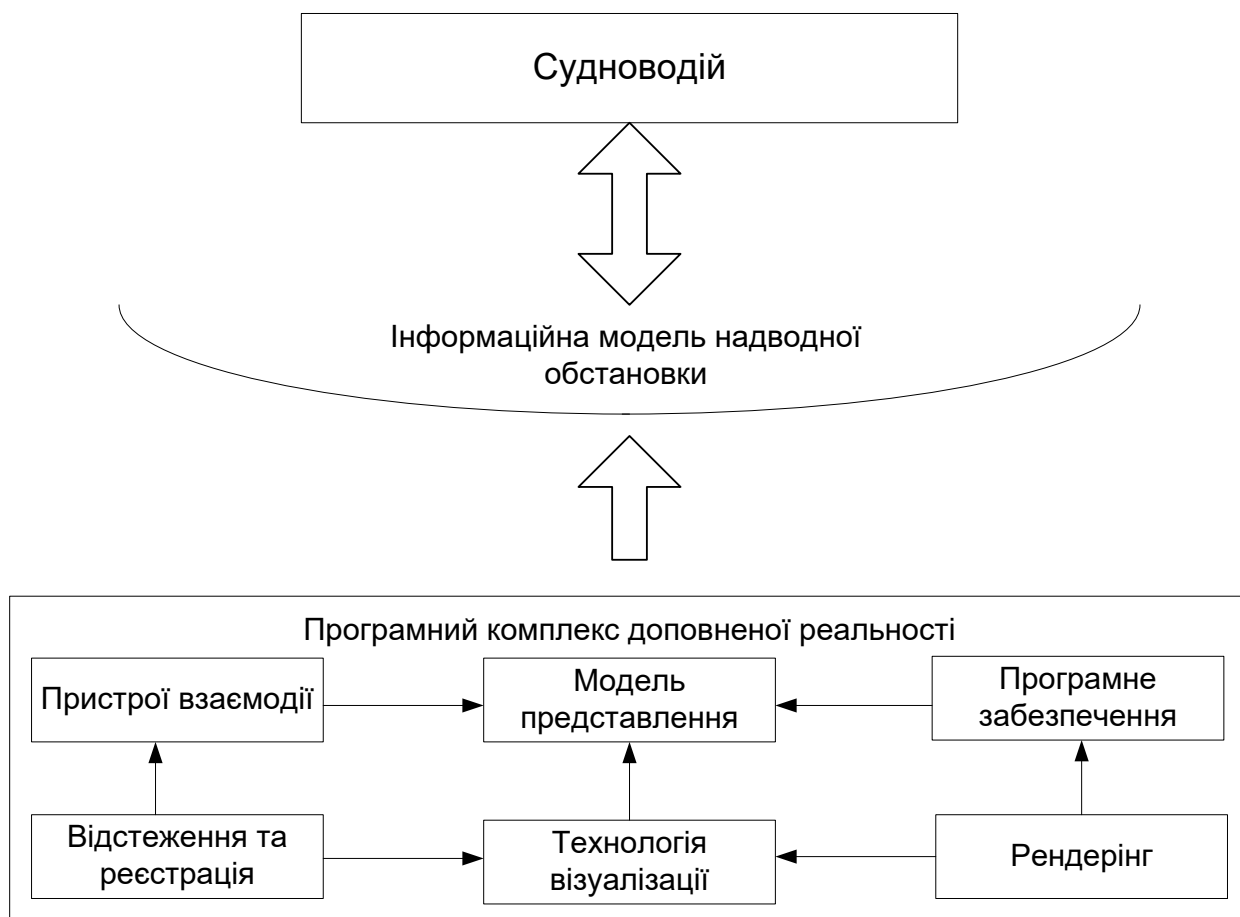 Судноводій
Інформаційна модель надводної
обстановки
Програмний комплекс доповненої реальності
Пристрої взаємодії
Модель
представлення
Програмне
забезпечення
Відстеження та
реєстрація
Технологія
візуалізації
Рендерінг